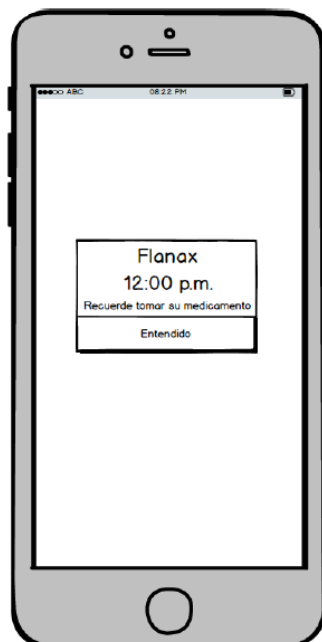 ABC 08:22 PM
Flanax
12:00 p.m.
Recuerde tomar su medicamento
Entendido